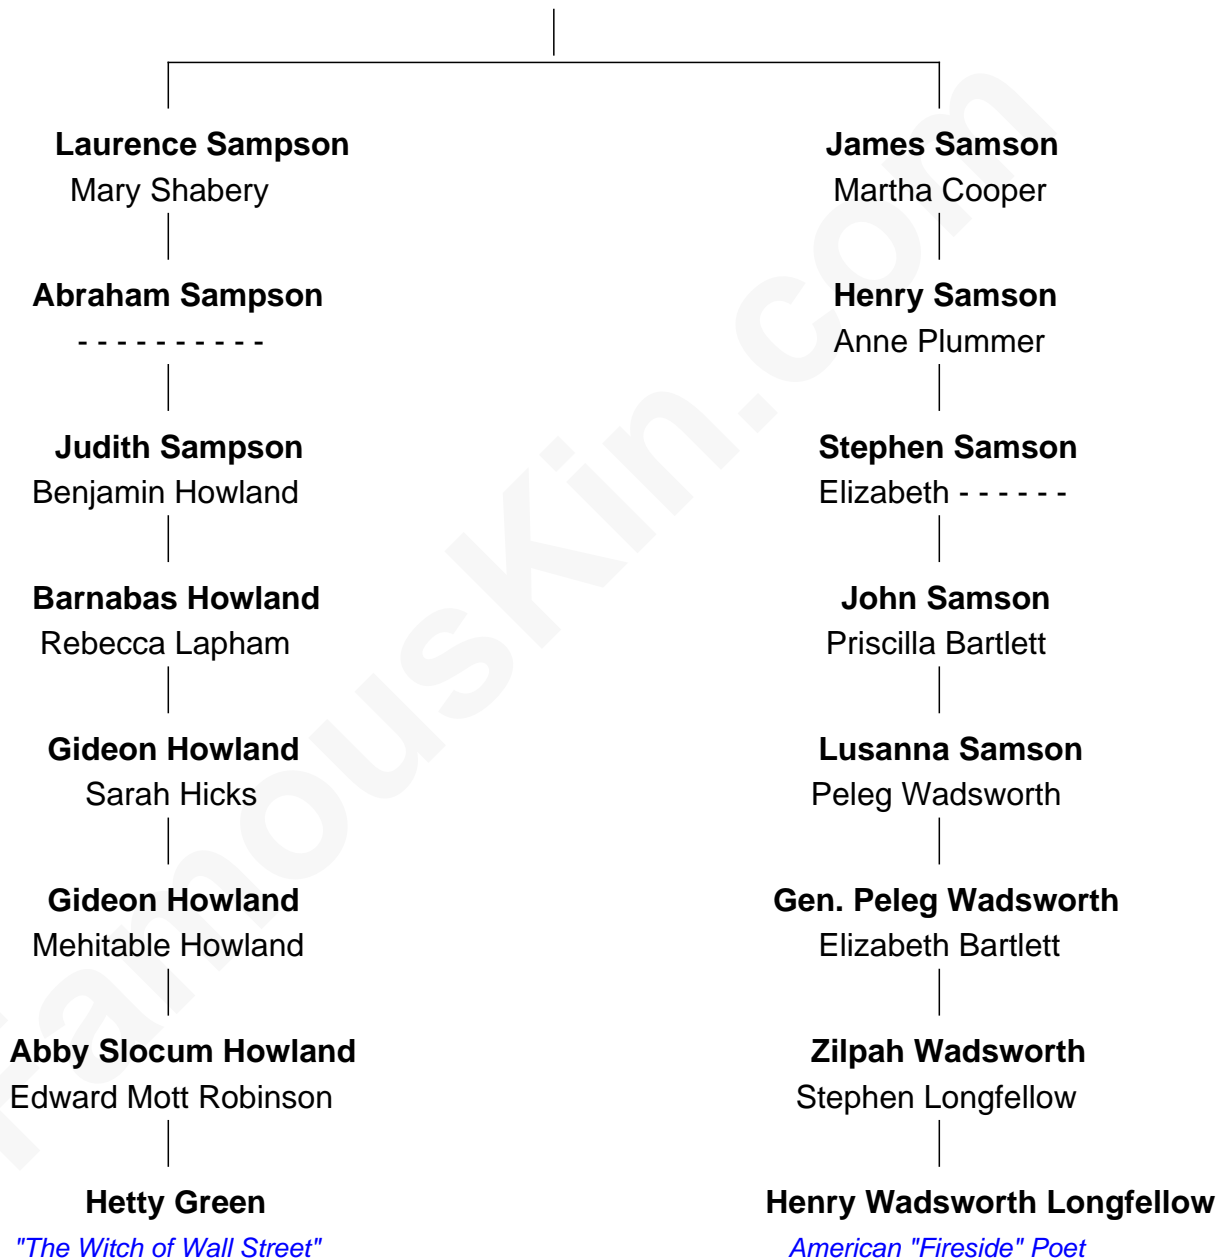 Laurence Sampson
Mary Shabery
James Samson
Martha Cooper
Abraham Sampson
- - - - - - - - - -
Henry Samson
Anne Plummer
Judith Sampson
Benjamin Howland
Stephen Samson
Elizabeth - - - - - -
Barnabas Howland
Rebecca Lapham
John Samson
Priscilla Bartlett
Gideon Howland
Sarah Hicks
Lusanna Samson
Peleg Wadsworth
Gideon Howland
Mehitable Howland
Gen. Peleg Wadsworth
Elizabeth Bartlett
Abby Slocum Howland
Edward Mott Robinson
Zilpah Wadsworth
Stephen Longfellow
Hetty Green
"The Witch of Wall Street"
Henry Wadsworth Longfellow
American "Fireside" Poet
FamousKin.com